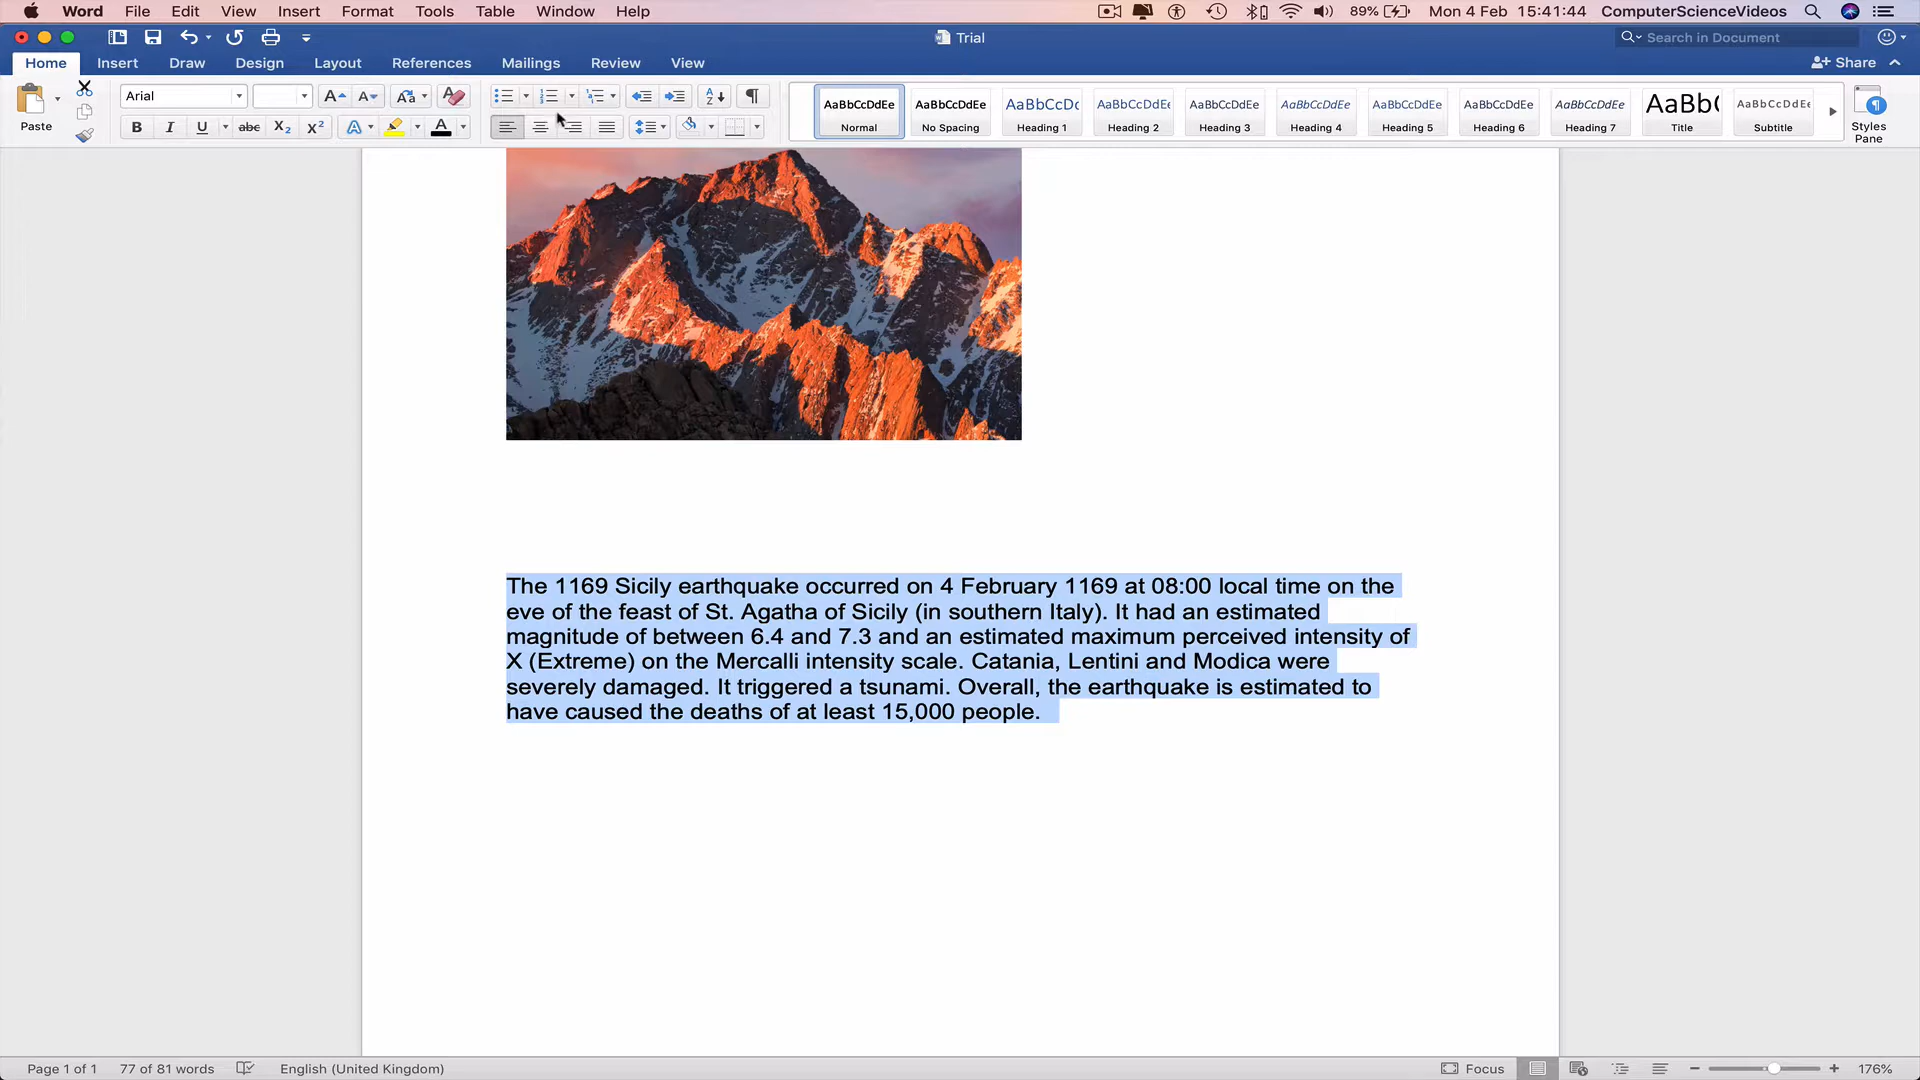 Word File Edit View Insert Format Tools Table Window Help 89% Mon 4 Feb 15:41:44 ComputerScienceVideos
Trial Search in Document
Home Insert Draw Design Layout References Mailings Review View Share
Arial
AaBbCcDdEe AaBbCcDdEe AaBbCcDc AaBbCcDdEe AaBbCcDdEe AaBbCcDdEe AaBbCcDdEe AaBbCcDdEe AaBbCcDdEe AaBb( AaBbCcDdEe
Paste B I U abc X2 X2 A A Normal No Spacing Heading 1 Heading 2 Heading 3 Heading 4 Heading 5 Heading 6 Heading 7 Title Subtitle Styles
Pane
The 1169 Sicily earthquake occurred on 4 February 1169 at 08:00 local time on the
eve of the feast of St. Agatha of Sicily (in southern Italy). It had an estimated
magnitude of between 6.4 and 7.3 and an estimated maximum perceived intensity of
X (Extreme) on the Mercalli intensity scale. Catania, Lentini and Modica were
severely damaged. It triggered a tsunami. Overall, the earthquake is estimated to
have caused the deaths of at least 15,000 people.
Page 1 of 1 77 of 81 words English (United Kingdom) Focus 176%